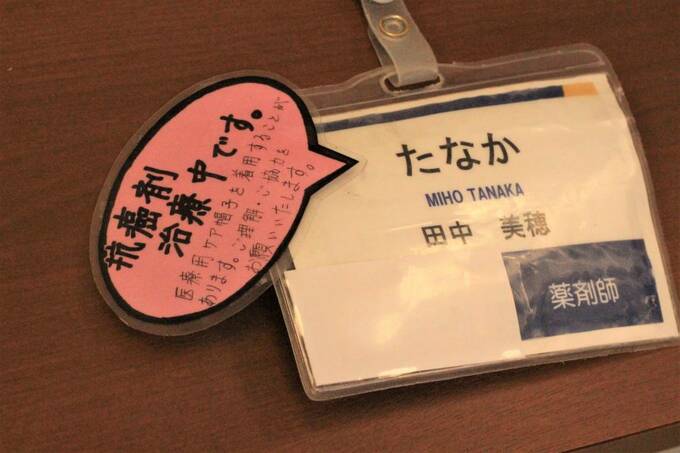 抗癌剤
治療中です。
医療用ケア帽子を着用することが
あります。ご理解・ご協力を
お願いいたします。
たなか
MIHO TANAKA
田中 美穂
薬剤師